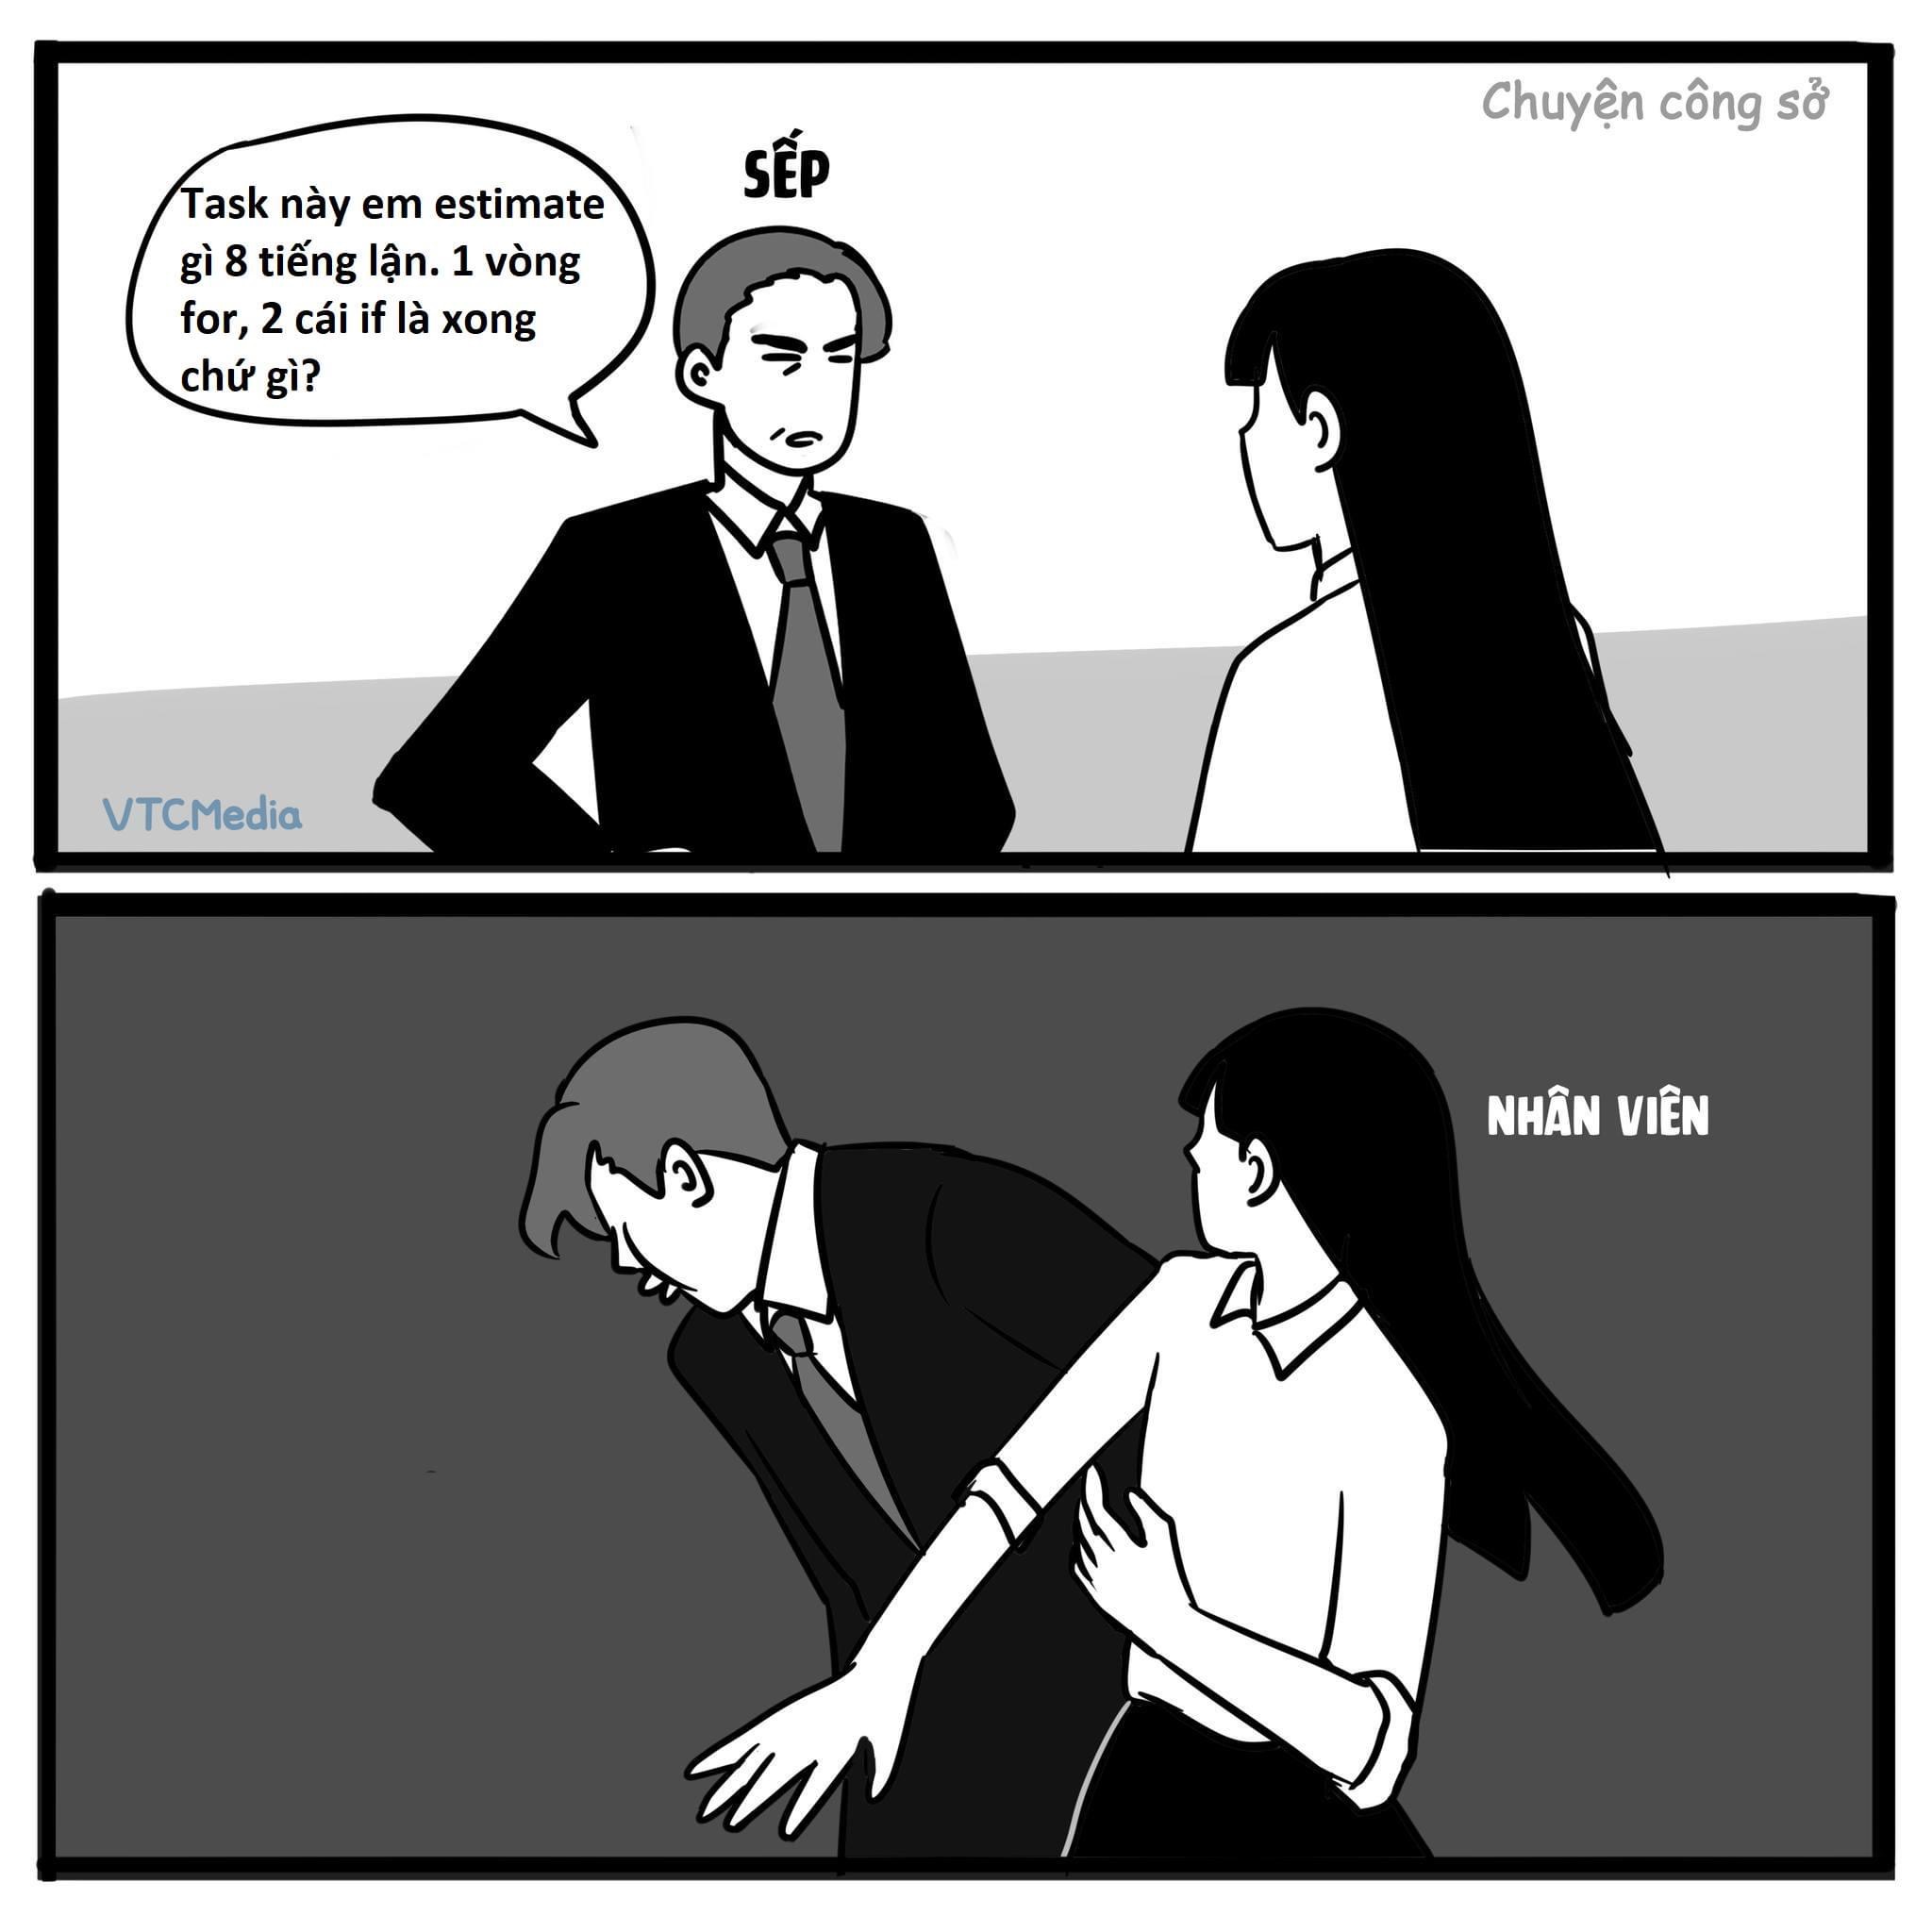 Chuyện công sở
SẾP
Task này em estimate
gì 8 tiếng lận. 1 vòng
for, 2 cái if là xong
chứ gì?
VTCMedia
NHÂN VIÊN